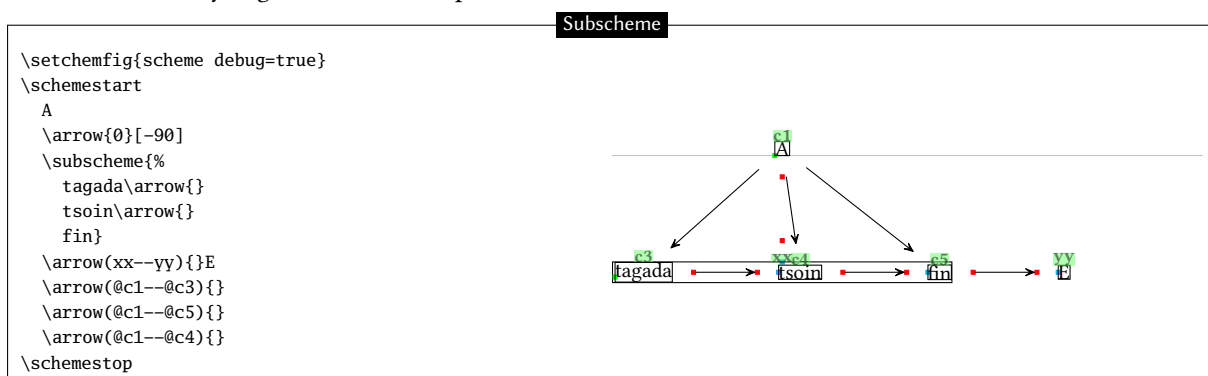 Subscheme
\setchemfig{scheme debug=true}
\schemestart
A
\arrow{0}[-90]
\subscheme{%
tagada\arrow{}
tsoin\arrow{}
fin}
\arrow(xx--yy){}E
\arrow(@c1--@c3){}
\arrow(@c1--@c5){}
\arrow(@c1--@c4){}
\schemestop
c1
A
c3 xx c4 c5 yy
tagada tsoin fin E